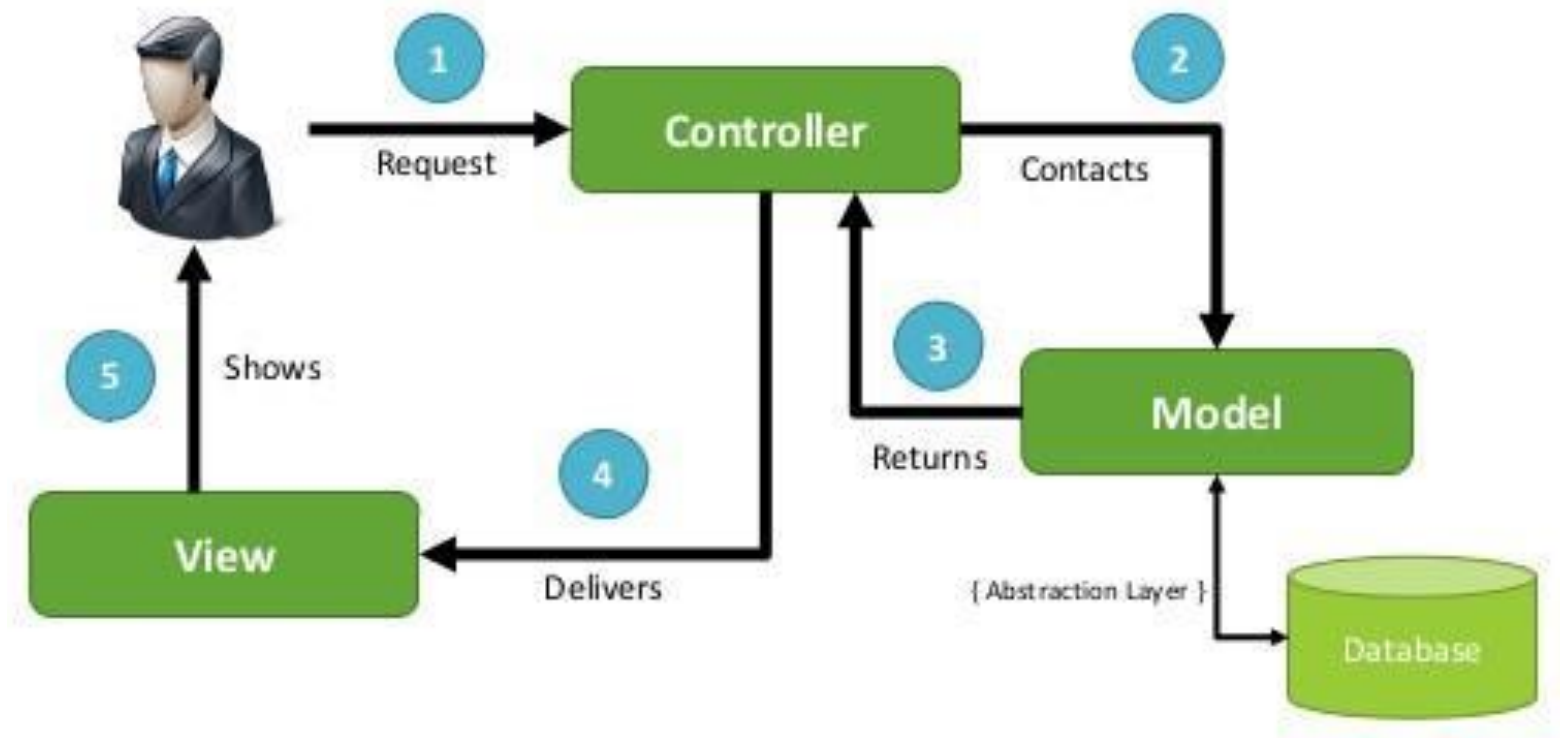 1
Request
Controller
2
Contacts
3
Returns
Model
4
Delivers
5
Shows
View
{ Abstraction Layer }
Database